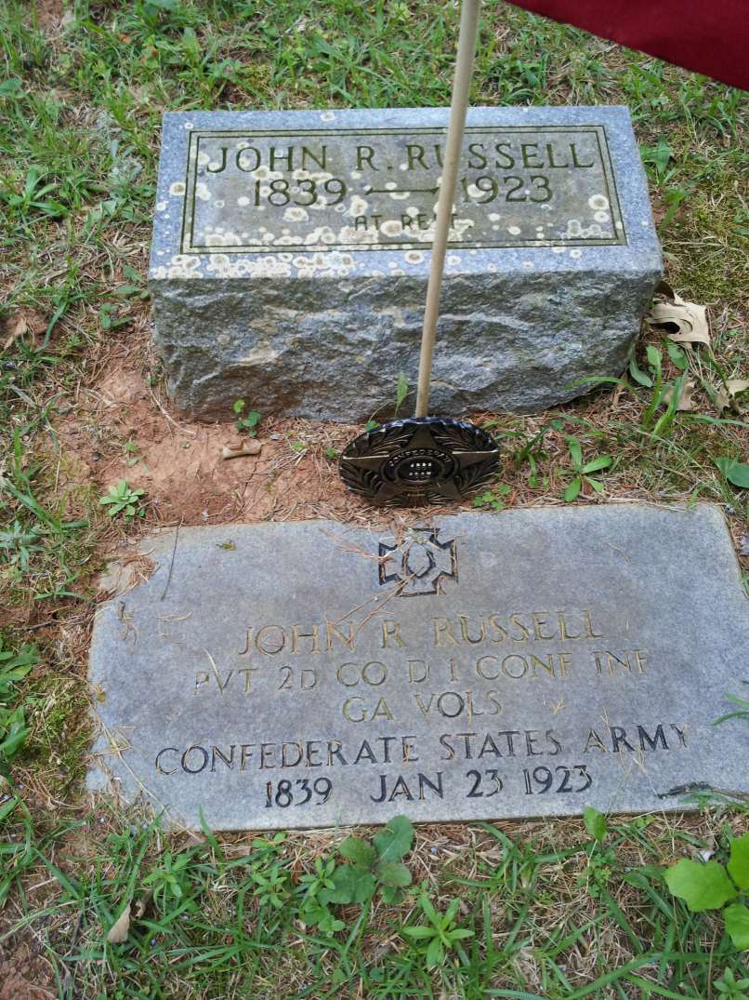 JOHN R. RUSSELL
1839 — 1923
AT REST
CONFEDERATE
JOHN R RUSSELL
PVT 2D CO D 1 CONF INF
GA VOLS
CONFEDERATE STATES ARMY
1839 JAN 23 1923